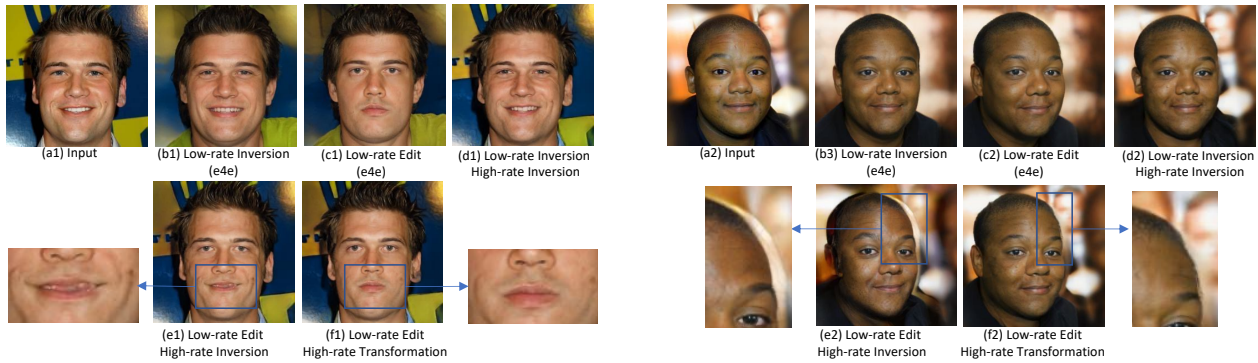 (a1) Input
(b1) Low-rate Inversion
(e4e)
(c1) Low-rate Edit
(e4e)
(d1) Low-rate Inversion
High-rate Inversion
(a2) Input
(b3) Low-rate Inversion
(e4e)
(c2) Low-rate Edit
(e4e)
(d2) Low-rate Inversion
High-rate Inversion
(e1) Low-rate Edit
High-rate Inversion
(f1) Low-rate Edit
High-rate Transformation
(e2) Low-rate Edit
High-rate Inversion
(f2) Low-rate Edit
High-rate Transformation